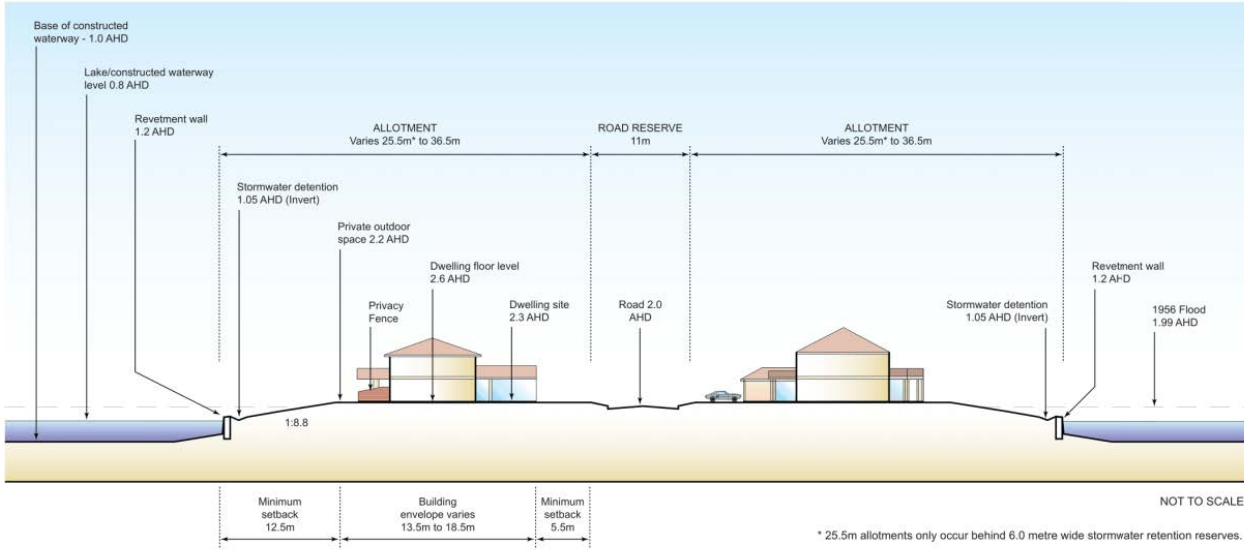 Base of constructed
waterway - 1.0 AHD
Lake/constructed waterway
level 0.8 AHD
Revetment wall
1.2 AHD
ALLOTMENT
Varies 25.5m* to 36.5m
ROAD RESERVE
11m
ALLOTMENT
Varies 25.5m* to 36.5m
Stormwater detention
1.05 AHD (Invert)
Private outdoor
space 2.2 AHD
Dwelling floor level
2.6 AHD
Privacy
Fence
Dwelling site
2.3 AHD
Road 2.0
AHD
Stormwater detention
1.05 AHD (Invert)
Revetment wall
1.2 AHD
1956 Flood
1.99 AHD
1:8.8
Minimum
setback
12.5m
Building
envelope varies
13.5m to 18.5m
Minimum
setback
5.5m
NOT TO SCALE
* 25.5m allotments only occur behind 6.0 metre wide stormwater retention reserves.